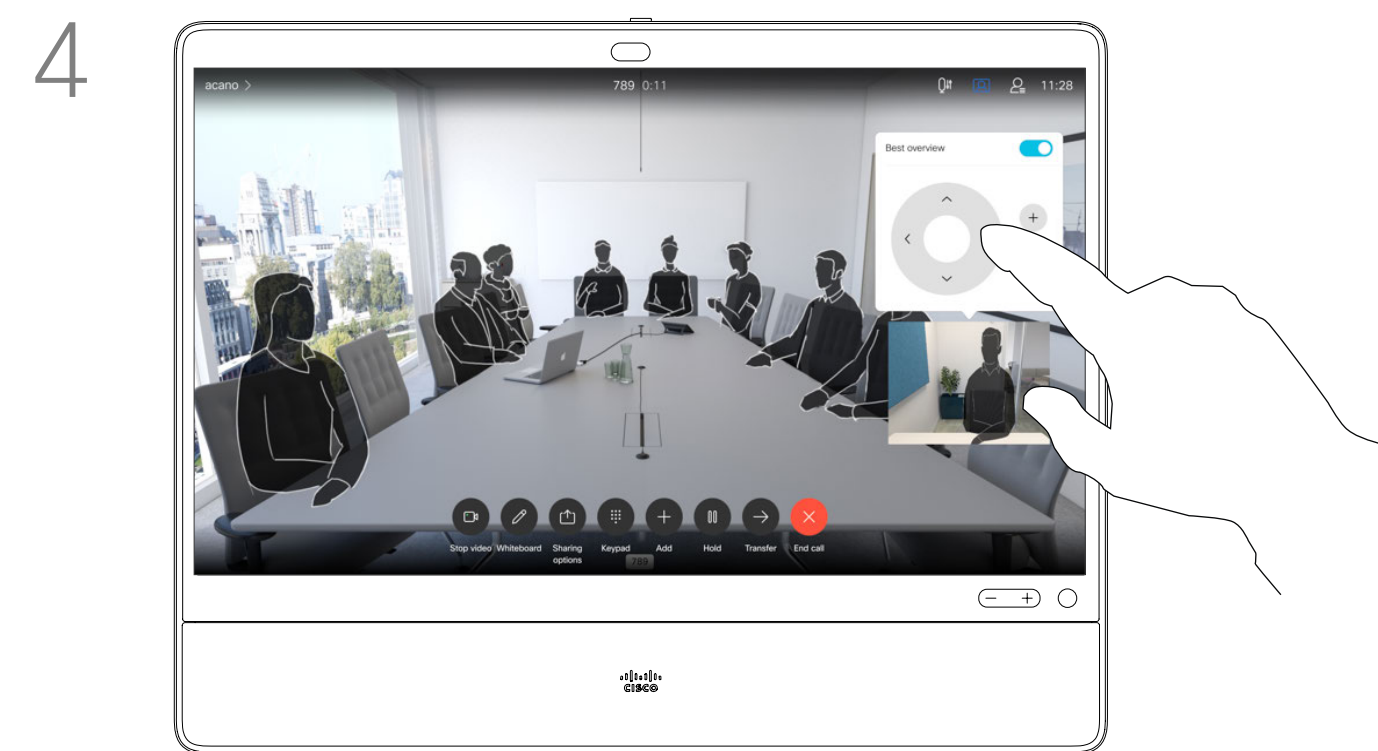 4
acano >
789 0:11
11:28
Best overview
Stop video
Whiteboard
Sharing
options
Keypad
Add
Hold
Transfer
End call
789
CISCO